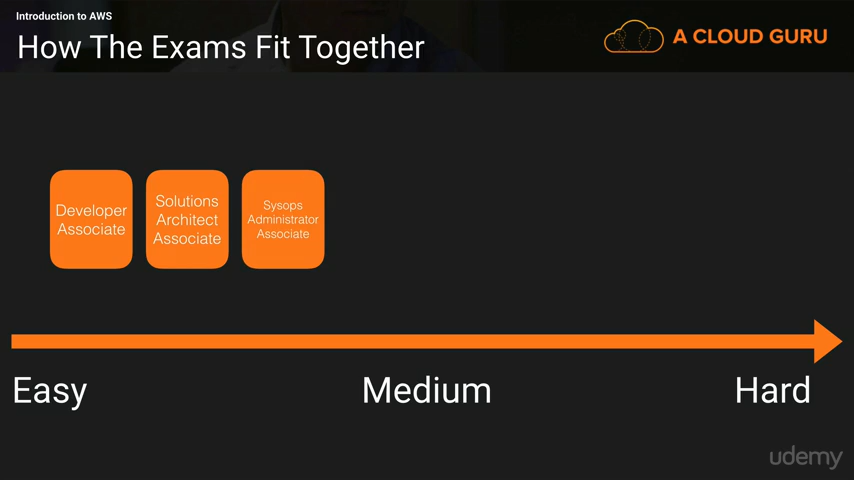 Introduction to AWS
How The Exams Fit Together
A CLOUD GURU
Developer
Associate
Solutions
Architect
Associate
Sysops
Administrator
Associate
Easy
Medium
Hard
udemy